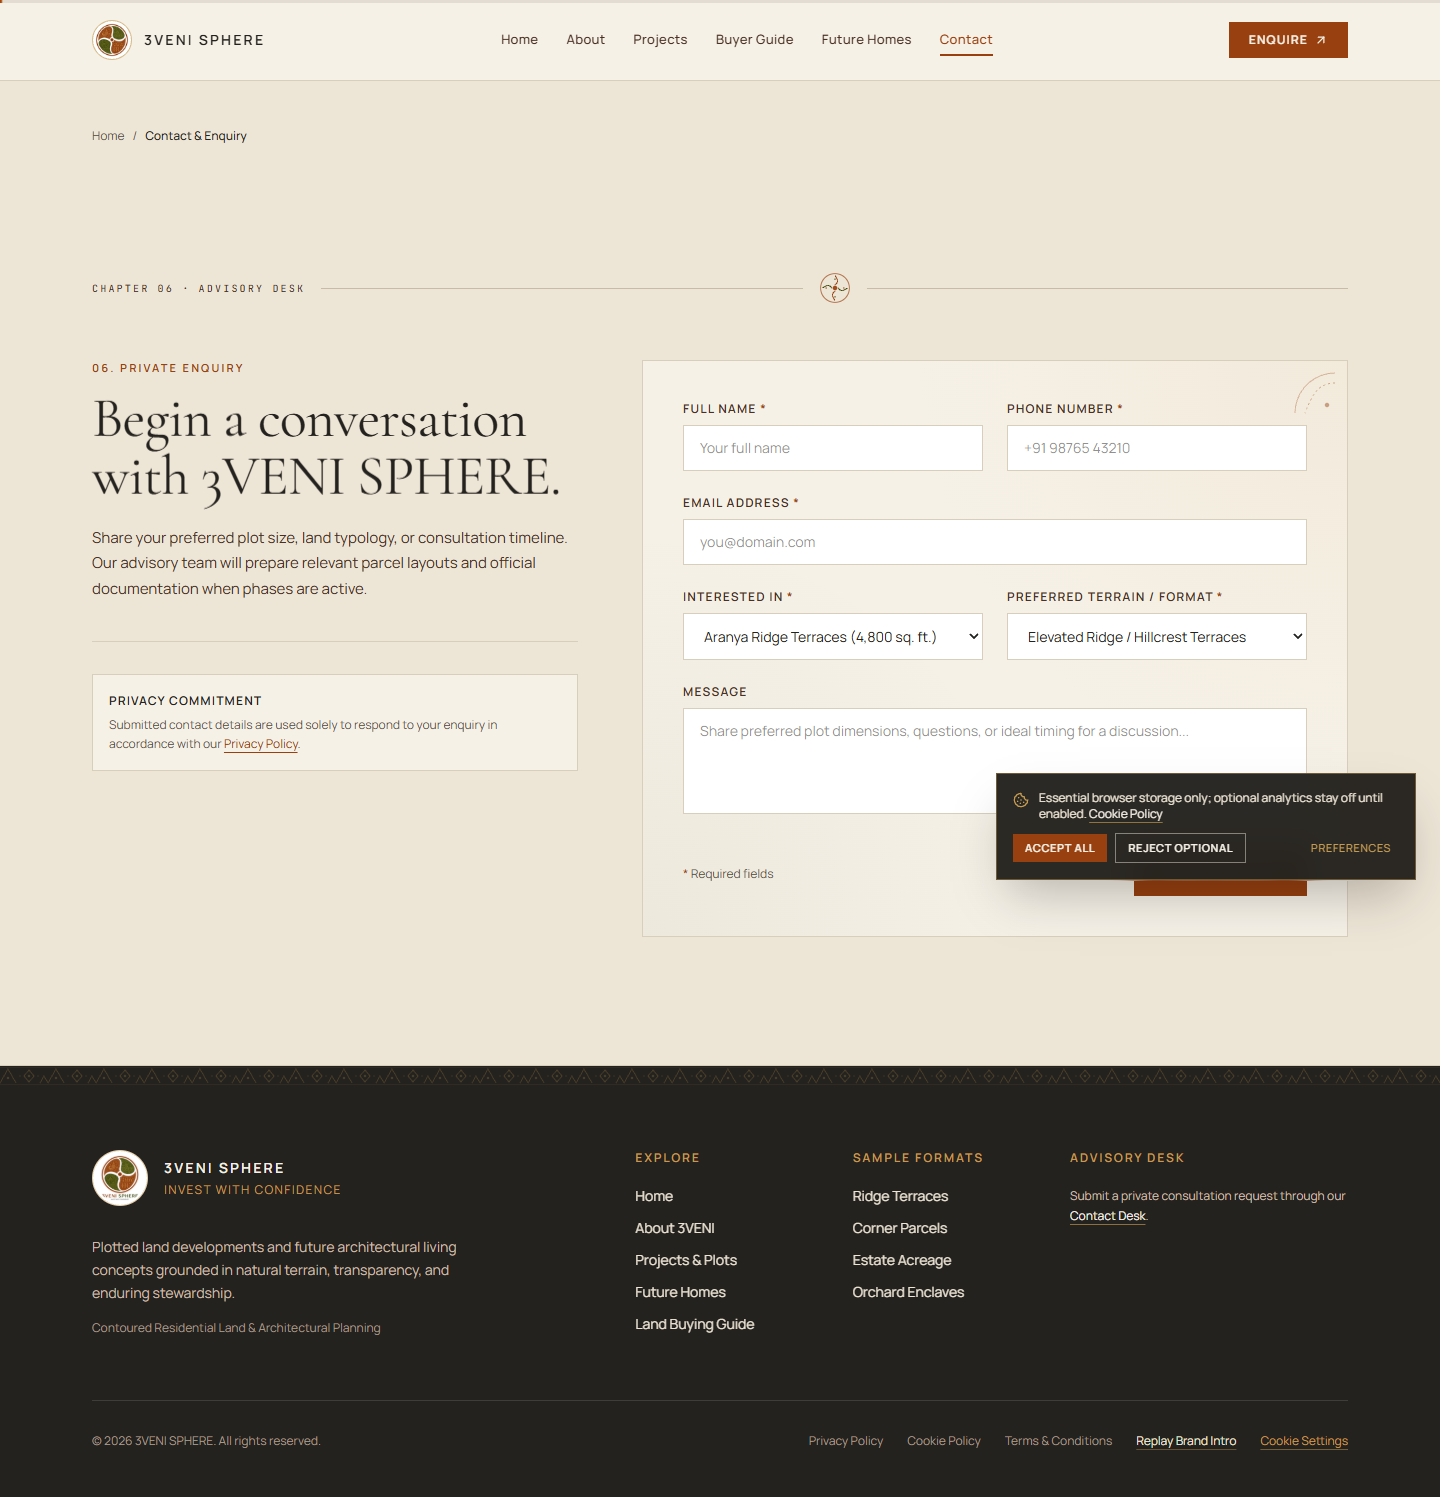 3VENI SPHERE
Home About Projects Buyer Guide Future Homes Contact
ENQUIRE
Home / Contact & Enquiry
CHAPTER 06 · ADVISORY DESK
06. PRIVATE ENQUIRY
Begin a conversation
with 3VENI SPHERE.
Share your preferred plot size, land typology, or consultation timeline.
Our advisory team will prepare relevant parcel layouts and official
documentation when phases are active.
PRIVACY COMMITMENT
Submitted contact details are used solely to respond to your enquiry in
accordance with our Privacy Policy.
FULL NAME *
Your full name
PHONE NUMBER *
+91 98765 43210
EMAIL ADDRESS *
you@domain.com
INTERESTED IN *
Aranya Ridge Terraces (4,800 sq. ft.)
PREFERRED TERRAIN / FORMAT *
Elevated Ridge / Hillcrest Terraces
MESSAGE
Share preferred plot dimensions, questions, or ideal timing for a discussion...
* Required fields
Essential browser storage only; optional analytics stay off until
enabled. Cookie Policy
ACCEPT ALL
REJECT OPTIONAL
PREFERENCES
3VENI SPHERE
3VENI SPHERE
INVEST WITH CONFIDENCE
Plotted land developments and future architectural living
concepts grounded in natural terrain, transparency, and
enduring stewardship.
Contoured Residential Land & Architectural Planning
EXPLORE
Home
About 3VENI
Projects & Plots
Future Homes
Land Buying Guide
SAMPLE FORMATS
Ridge Terraces
Corner Parcels
Estate Acreage
Orchard Enclaves
ADVISORY DESK
Submit a private consultation request through our
Contact Desk.
© 2026 3VENI SPHERE. All rights reserved.
Privacy Policy Cookie Policy Terms & Conditions Replay Brand Intro Cookie Settings